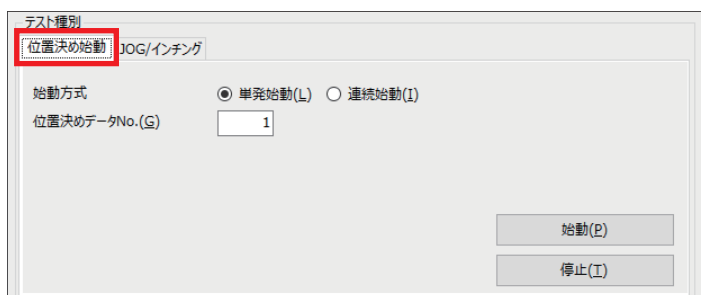 テスト種別
位置決め始動 JOG/インチング
始動方式 単発始動(L) 連続始動(I)
位置決めデータNo.(G) 1
始動(P)
停止(T)